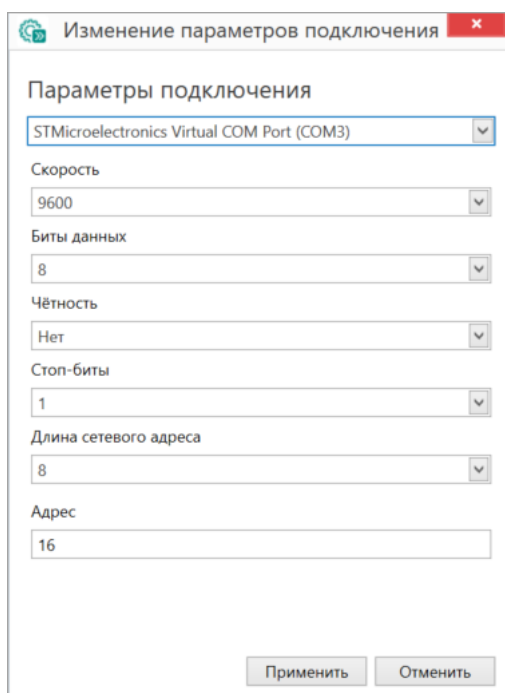 Изменение параметров подключения
Параметры подключения
STMicroelectronics Virtual COM Port (COM3)
Скорость
9600
Биты данных
8
Чётность
Нет
Стоп-биты
1
Длина сетевого адреса
8
Адрес
16
Применить
Отменить